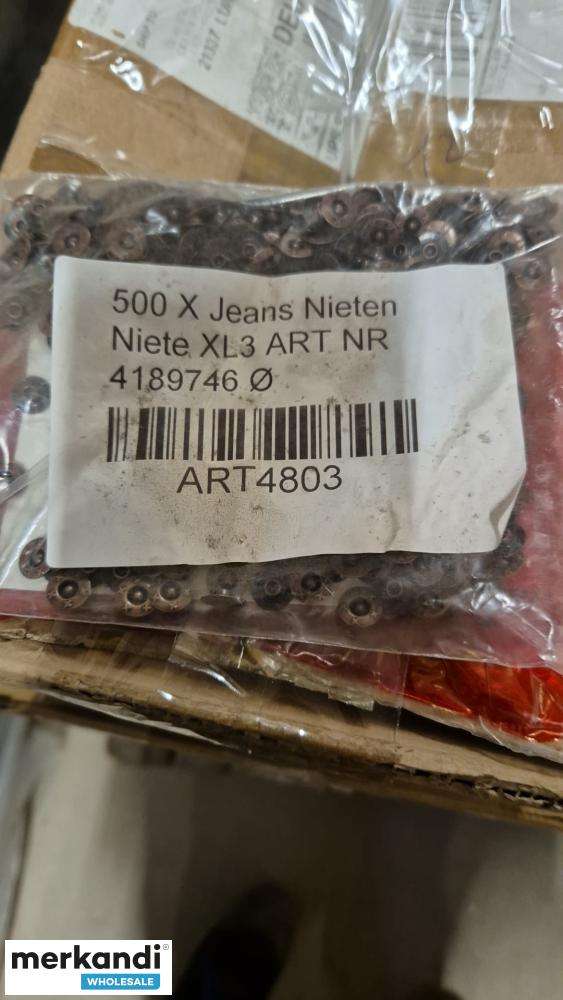 500 X Jeans Nieten
Niete XL3 ART NR
4189746 Ø
ART4803
merkandi®
WHOLESALE